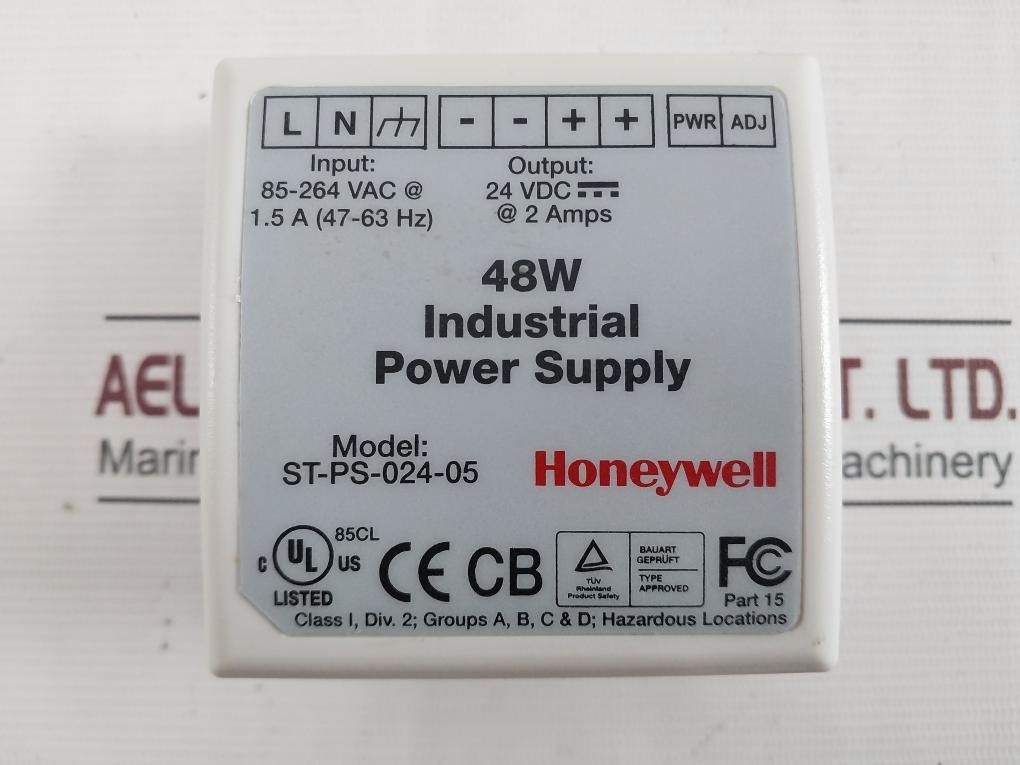 L N - - + + PWR ADJ
Input:
85-264 VAC @
1.5 A (47-63 Hz)
Output:
24 VDC
@ 2 Amps
48W
Industrial
Power Supply
Model:
ST-PS-024-05
Honeywell
C UL US 85CL
LISTED
CE CB
TÜV
Rheinland
Product Safety
BAUART
GEPRÜFT
TYPE
APPROVED
FC
Part 15
Class I, Div. 2; Groups A, B, C & D; Hazardous Locations
AEL
T. LTD.
Marin
achinery